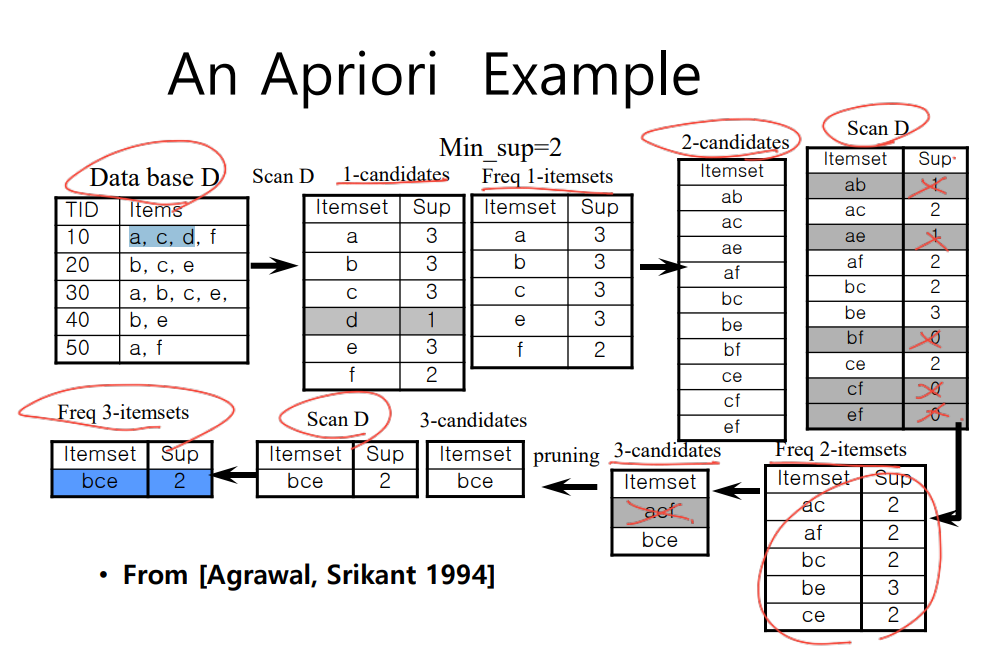 An Apriori Example
Min_sup=2
Data base D
TID Items
10 a, c, d, f
20 b, c, e
30 a, b, c, e,
40 b, e
50 a, f
Scan D
1-candidates
Itemset Sup
a 3
b 3
c 3
d 1
e 3
f 2
Freq 1-itemsets
Itemset Sup
a 3
b 3
c 3
e 3
f 2
2-candidates
Itemset
ab
ac
ae
af
bc
be
bf
ce
cf
ef
Scan D
Itemset Sup
ab 1
ac 2
ae 1
af 2
bc 2
be 3
bf 0
ce 2
cf 0
ef 0
Freq 2-itemsets
Itemset Sup
ac 2
af 2
bc 2
be 3
ce 2
3-candidates
Itemset
acf
bce
pruning
3-candidates
Itemset
bce
Scan D
Itemset Sup
bce 2
Freq 3-itemsets
Itemset Sup
bce 2
• From [Agrawal, Srikant 1994]